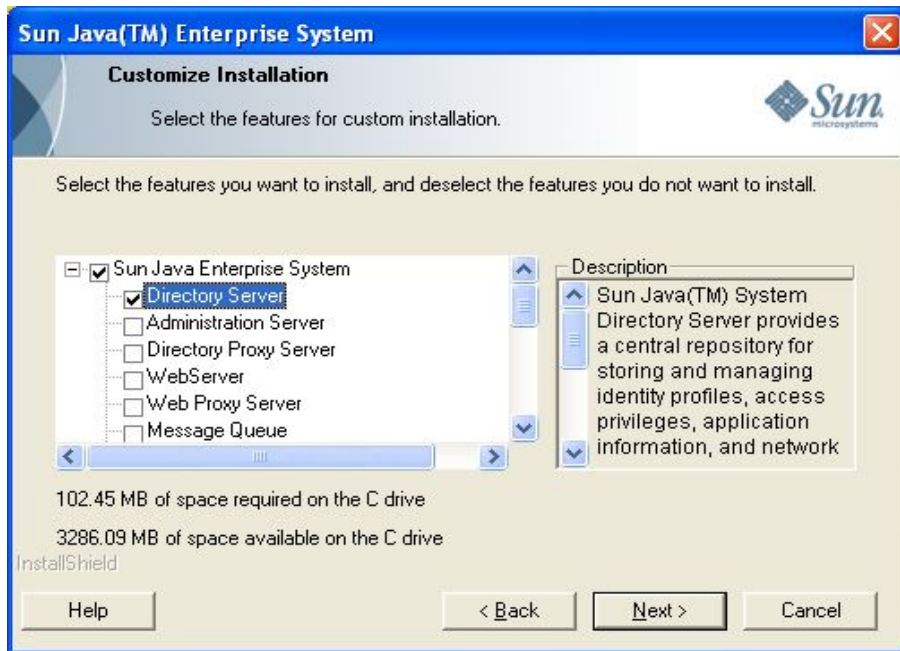 Sun Java(TM) Enterprise System
Customize Installation
Select the features for custom installation.
Sun
microsystems
Select the features you want to install, and deselect the features you do not want to install.
Sun Java Enterprise System
Directory Server
Administration Server
Directory Proxy Server
WebServer
Web Proxy Server
Message Queue
Description
Sun Java(TM) System
Directory Server provides
a central repository for
storing and managing
identity profiles, access
privileges, application
information, and network
102.45 MB of space required on the C drive
3286.09 MB of space available on the C drive
InstallShield
Help
< Back
Next >
Cancel